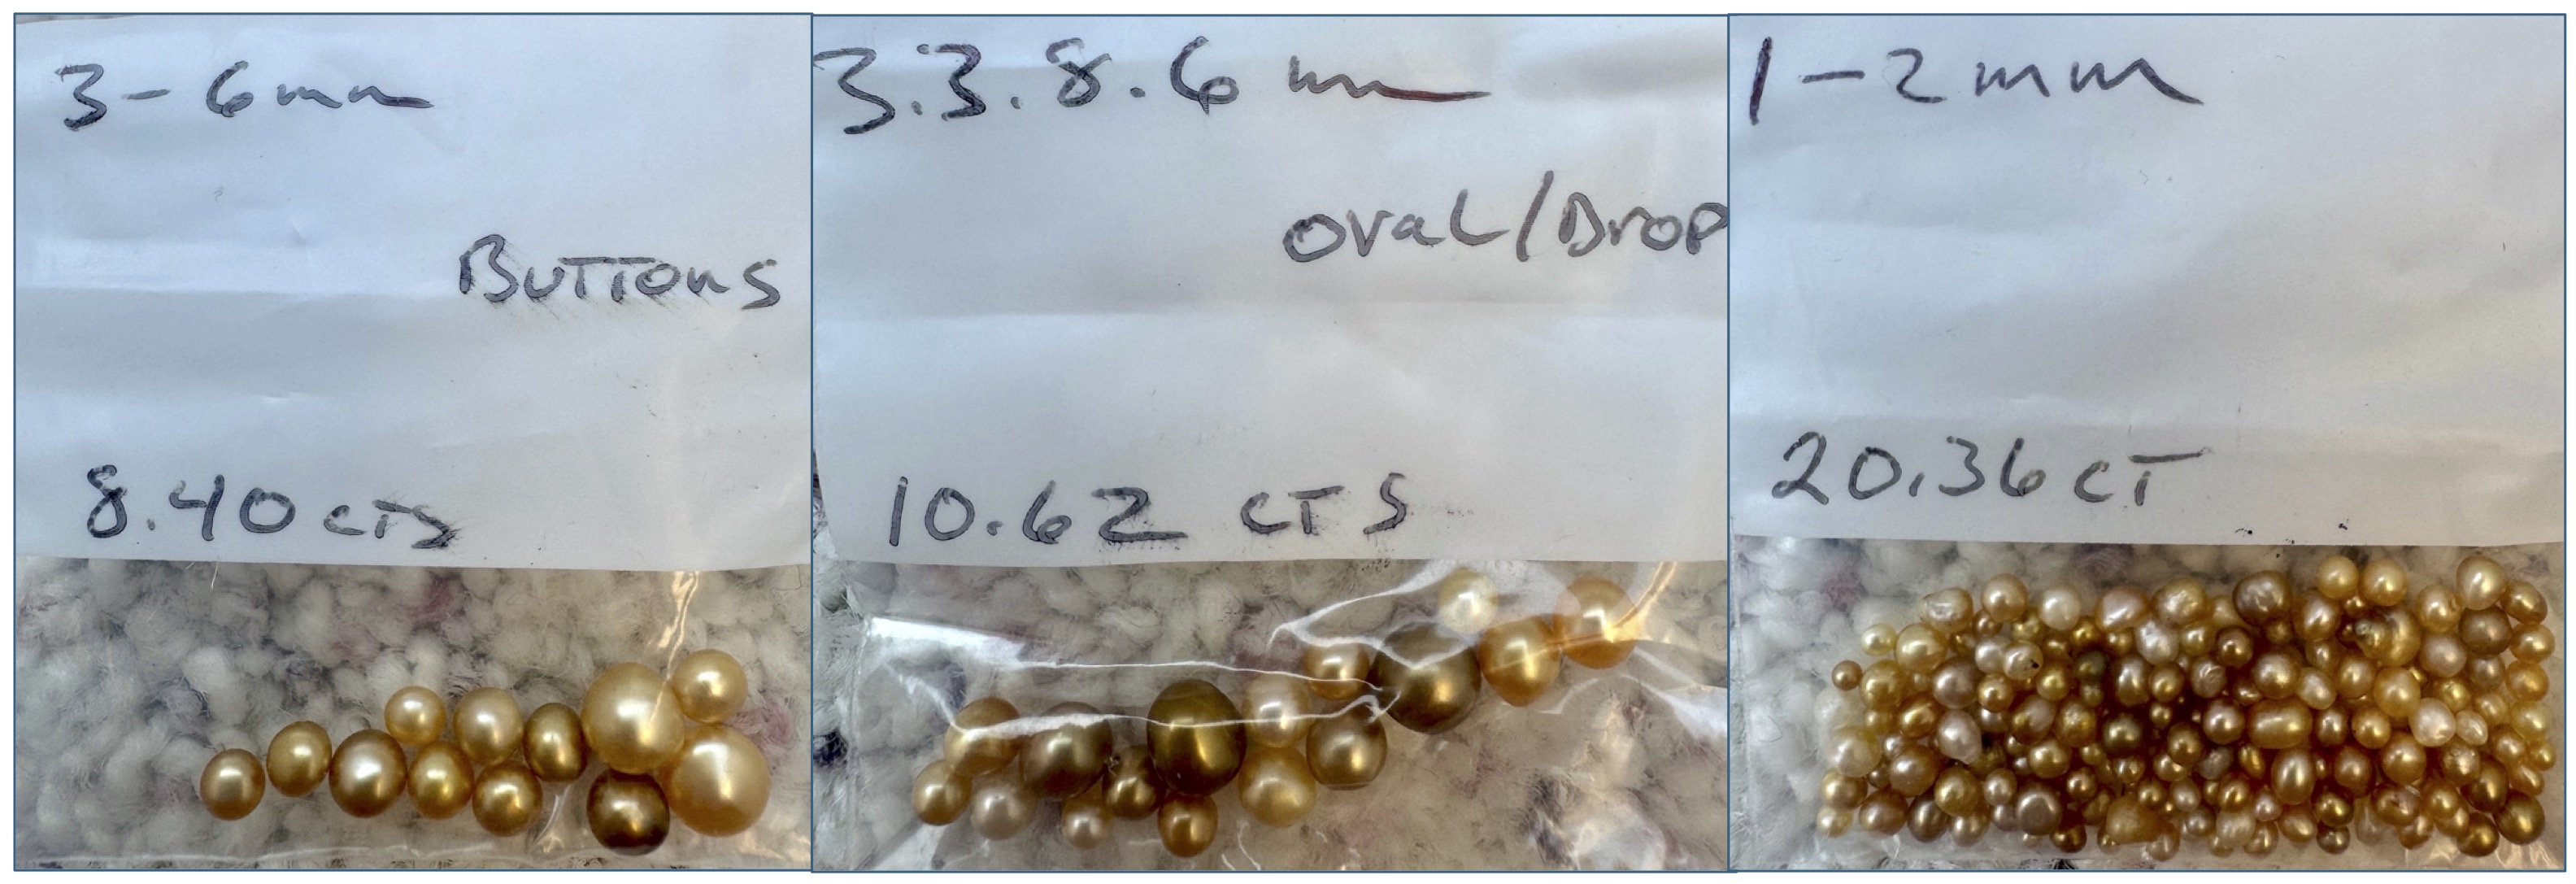 3-6mm
Buttons
8.40 cts
3.3.8.6 mm
Oval/Drop
10.62 CTS
1-2mm
20.36 CT